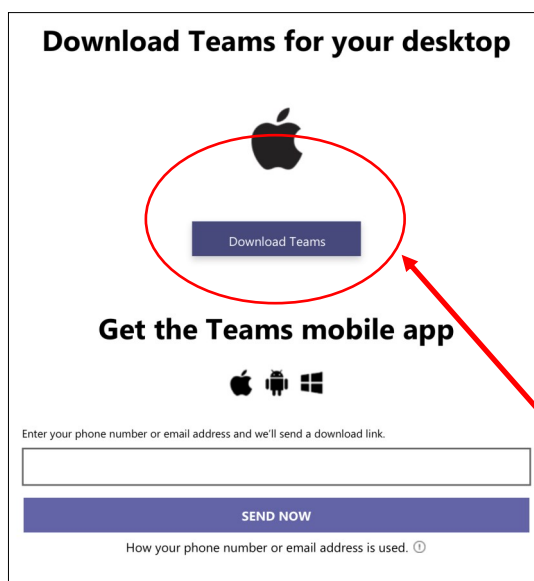 Download Teams for your desktop
Download Teams
Get the Teams mobile app
Enter your phone number or email address and we'll send a download link.
SEND NOW
How your phone number or email address is used.